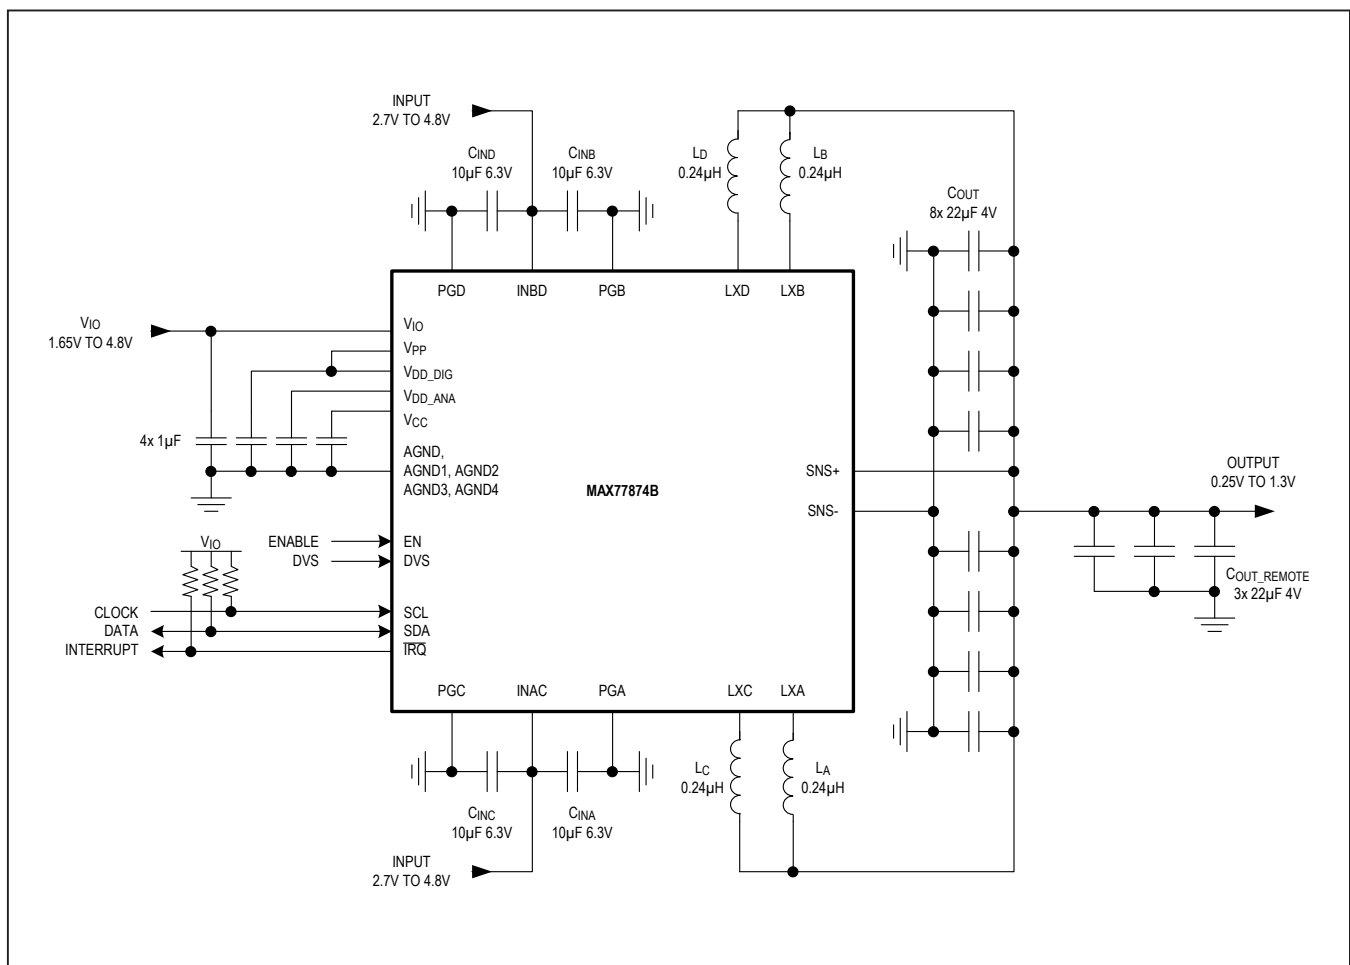 INPUT
2.7V TO 4.8V
CIND
10µF 6.3V
CINB
10µF 6.3V
LD
0.24µH
LB
0.24µH
COUT
8x 22µF 4V
PGD
INBD
PGB
LXD
LXB
VIO
1.65V TO 4.8V
VIO
VPP
VDD_DIG
VDD_ANA
VCC
4x 1µF
AGND,
AGND1, AGND2
AGND3, AGND4
MAX77874B
SNS+
SNS-
OUTPUT
0.25V TO 1.3V
COUT_REMOTE
3x 22µF 4V
VIO
ENABLE
EN
DVS
DVS
CLOCK
SCL
DATA
SDA
INTERRUPT
IRQ
PGC
INAC
PGA
LXC
LXA
CINC
10µF 6.3V
CINA
10µF 6.3V
LC
0.24µH
LA
0.24µH
INPUT
2.7V TO 4.8V